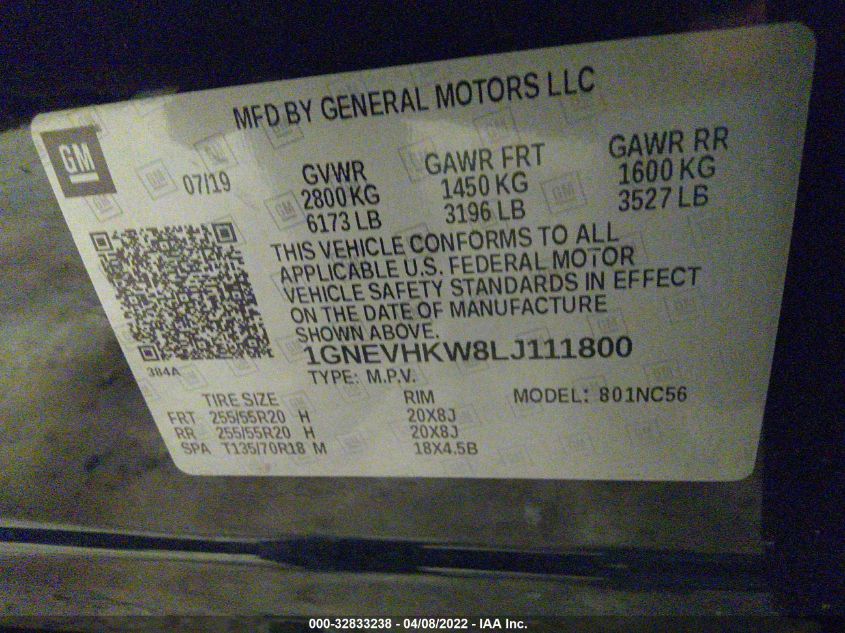 MFD BY GENERAL MOTORS LLC
GM
07/19
GVWR GAWR FRT GAWR RR
2800 KG 1450 KG 1600 KG
6173 LB 3196 LB 3527 LB
THIS VEHICLE CONFORMS TO ALL
APPLICABLE U.S. FEDERAL MOTOR
VEHICLE SAFETY STANDARDS IN EFFECT
ON THE DATE OF MANUFACTURE
SHOWN ABOVE.
1GNEVHKW8LJ111800
384A
TYPE: M.P.V.
TIRE SIZE RIM MODEL: 801NC56
FRT 255/55R20 H 20X8J
RR 255/55R20 H 20X8J
SPA T135/70R18 M 18X4.5B
000-32833238 - 04/08/2022 - IAA Inc.